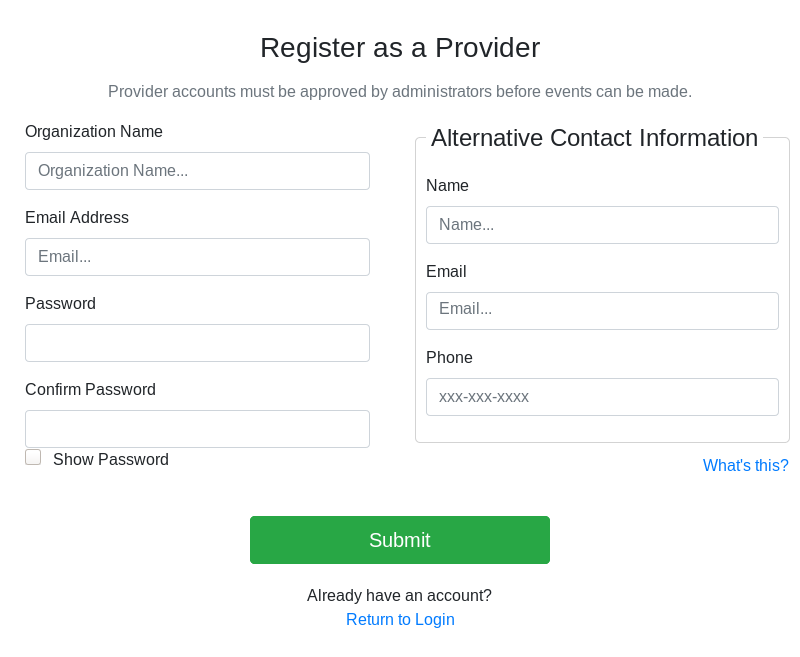 Register as a Provider
Provider accounts must be approved by administrators before events can be made.
Organization Name
Organization Name...
Email Address
Email...
Password
Confirm Password
Show Password
Alternative Contact Information
Name
Name...
Email
Email...
Phone
xxx-xxx-xxxx
What's this?
Submit
Already have an account?
Return to Login